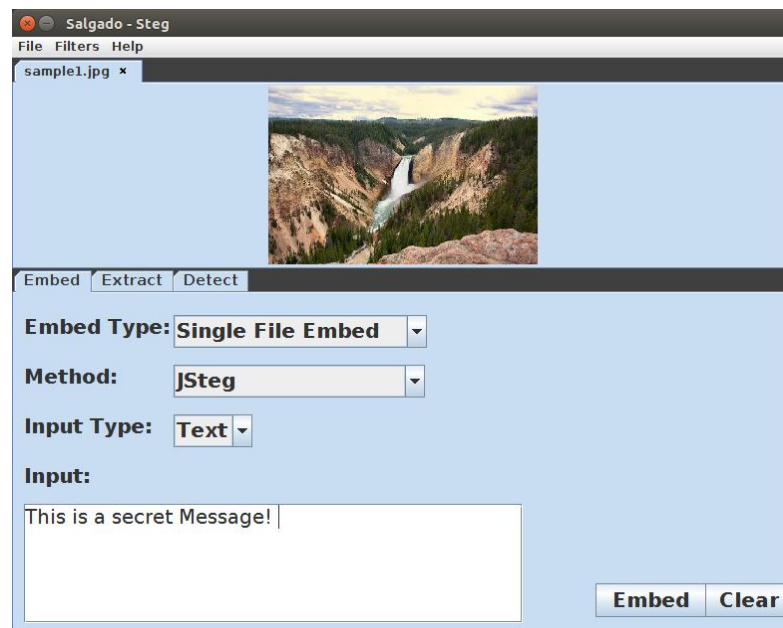 Salgado - Steg
File Filters Help
sample1.jpg ×
Embed Extract Detect
Embed Type: Single File Embed
Method: JSteg
Input Type: Text
Input:
This is a secret Message!
Embed Clear